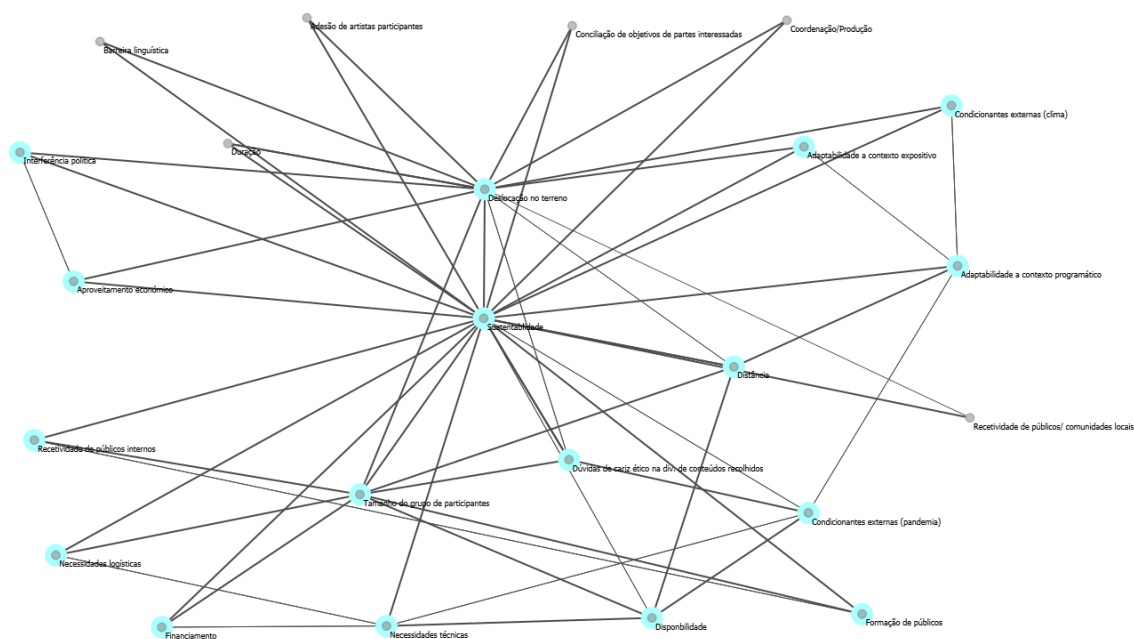 Adesão de artistas participantes
Conciliação de objetivos de partes interessadas
Coordenação/Produção
Barreira linguística
Condicionantes externas (clima)
Duração
Interferência política
Adaptabilidade a contexto expositivo
Deslocação no terreno
Adaptabilidade a contexto programático
Aproveitamento económico
Sustentabilidade
Distância
Recetividade de públicos/ comunidades locais
Recetividade de públicos internos
Dúvidas de cariz ético na div. de conteúdos recolhidos
Tamanho do grupo de participantes
Condicionantes externas (pandemia)
Necessidades logísticas
Formação de públicos
Disponbilidade
Financiamento
Necessidades técnicas